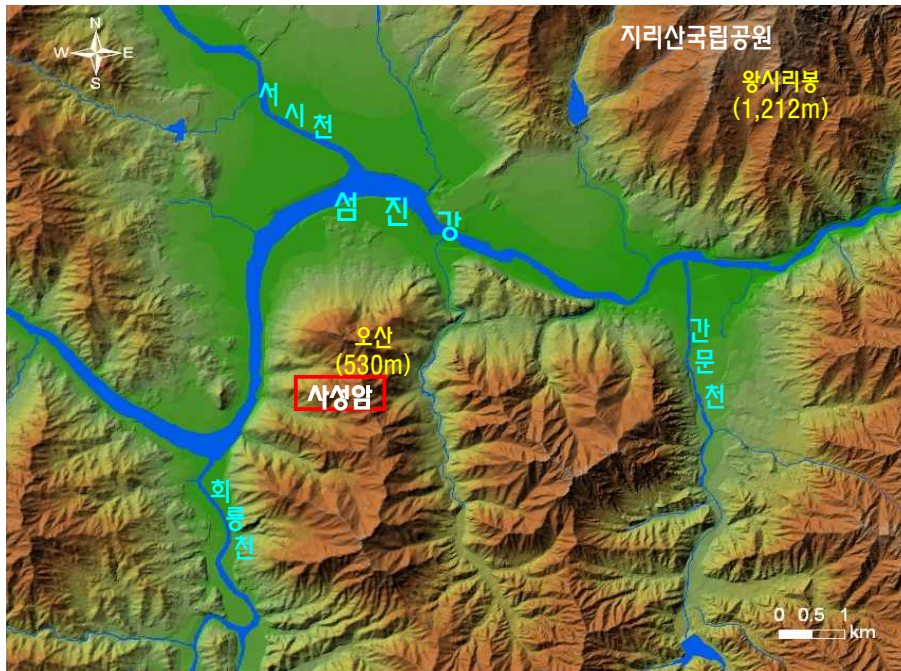 N
W E
S
지리산국립공원
왕시리봉
(1,212m)
서시천
섬진강
오산
(530m)
사성암
간문천
회룡천
0 0.5 1
km